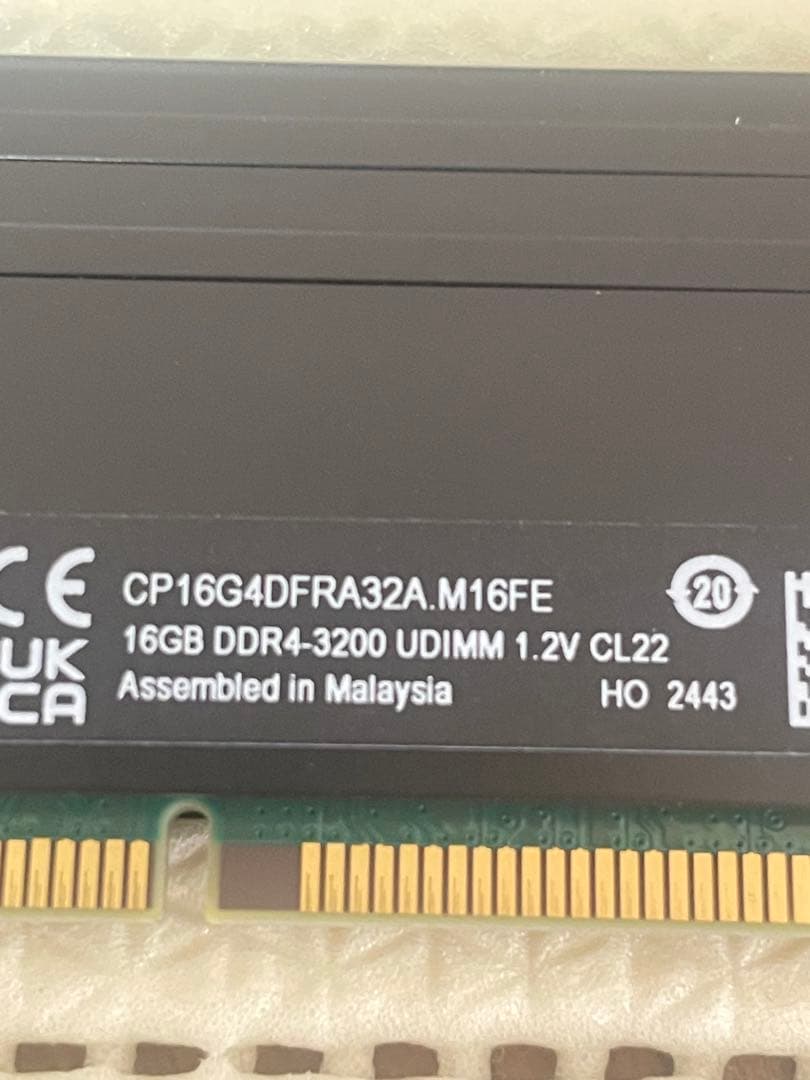 CE
UK
CA
CP16G4DFRA32A.M16FE
16GB DDR4-3200 UDIMM 1.2V CL22
Assembled in Malaysia
HO 2443
20